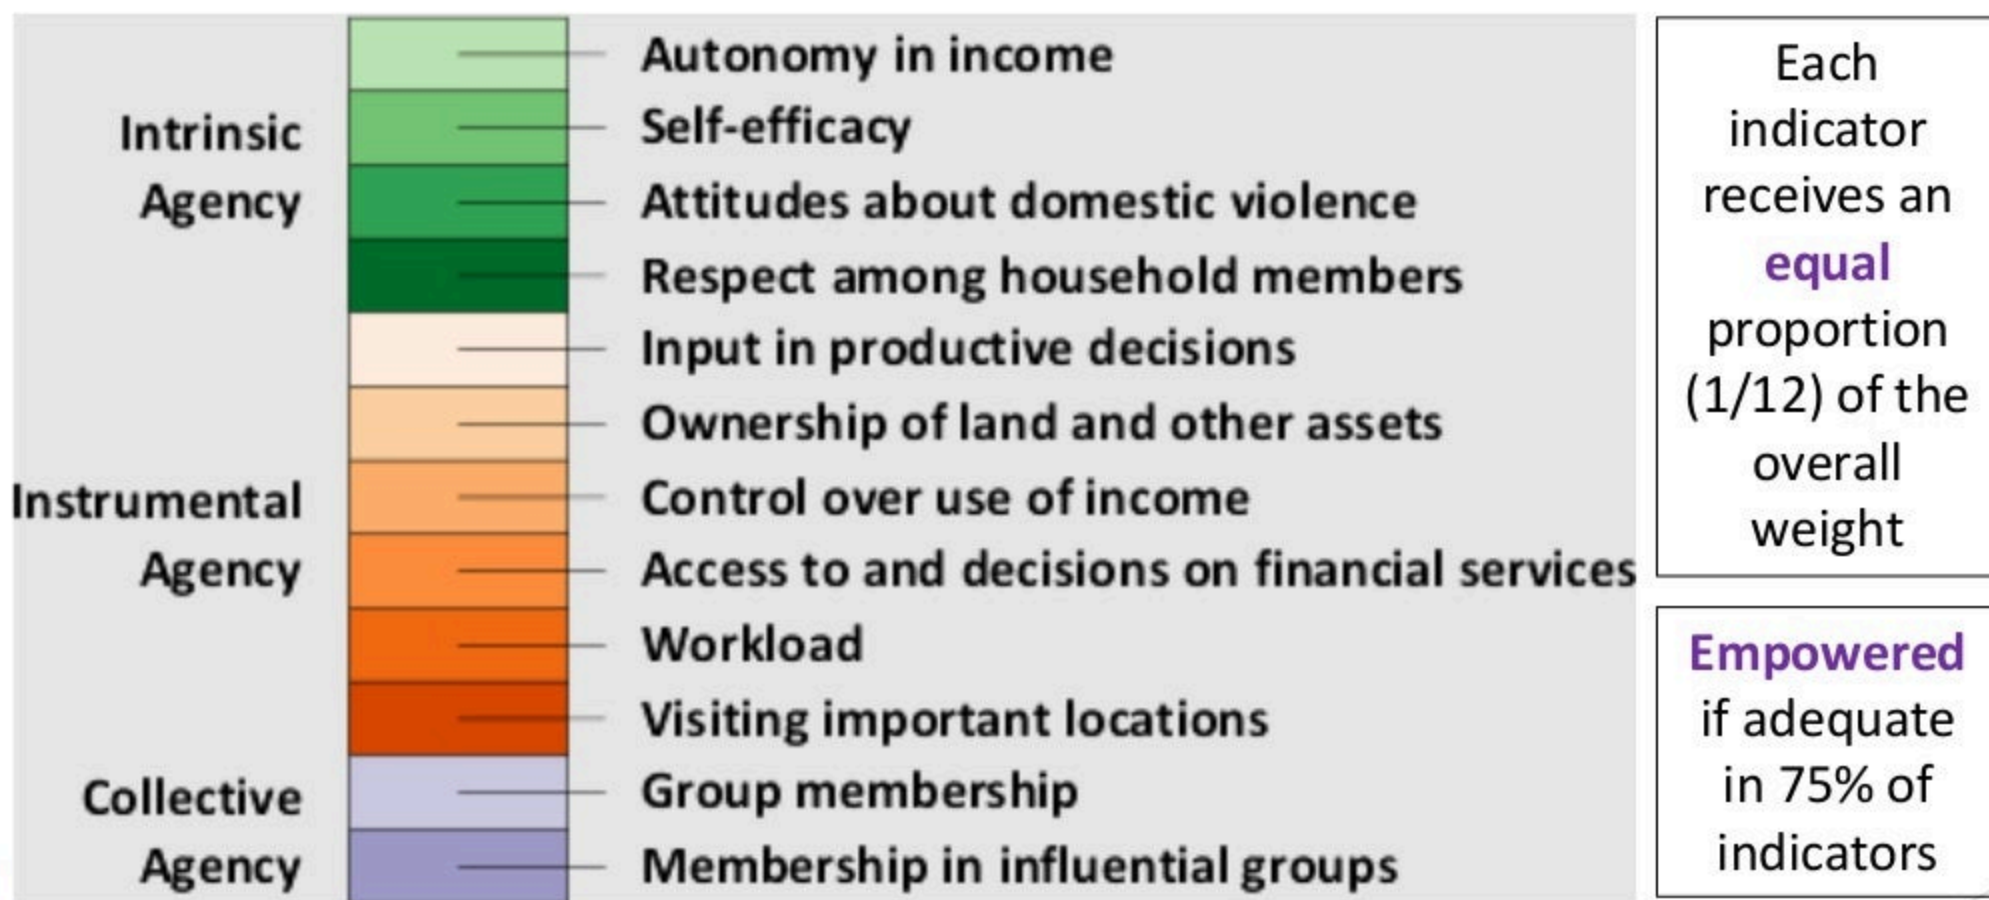 Intrinsic
Agency
Autonomy in income
Self-efficacy
Attitudes about domestic violence
Respect among household members
Instrumental
Agency
Input in productive decisions
Ownership of land and other assets
Control over use of income
Access to and decisions on financial services
Workload
Visiting important locations
Collective
Agency
Group membership
Membership in influential groups
Each
indicator
receives an
equal
proportion
(1/12) of the
overall
weight
Empowered
if adequate
in 75% of
indicators